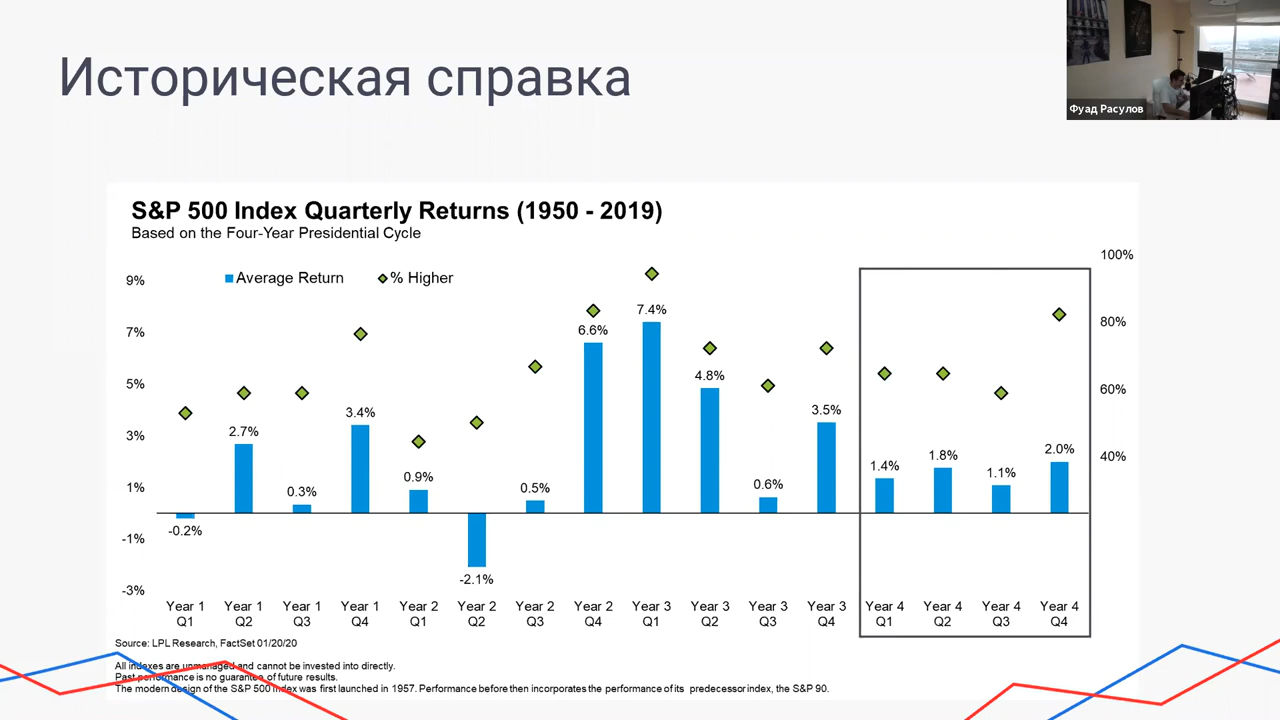 Историческая справка
Фуад Расулов
S&P 500 Index Quarterly Returns (1950 - 2019)
Based on the Four-Year Presidential Cycle
Average Return
% Higher
9%
7%
5%
3%
1%
-1%
-3%
100%
80%
60%
40%
-0.2%
2.7%
0.3%
3.4%
0.9%
-2.1%
0.5%
6.6%
7.4%
4.8%
0.6%
3.5%
1.4%
1.8%
1.1%
2.0%
Year 1 Year 1 Year 1 Year 1 Year 2 Year 2 Year 2 Year 2 Year 3 Year 3 Year 3 Year 3 Year 4 Year 4 Year 4 Year 4
Q1 Q2 Q3 Q4 Q1 Q2 Q3 Q4 Q1 Q2 Q3 Q4 Q1 Q2 Q3 Q4
Source: LPL Research, FactSet 01/20/20
All indexes are unmanaged and cannot be invested into directly.
Past performance is no guarantee of future results.
The modern design of the S&P 500 Index was first launched in 1957. Performance before then incorporates the performance of its predecessor index, the S&P 90.